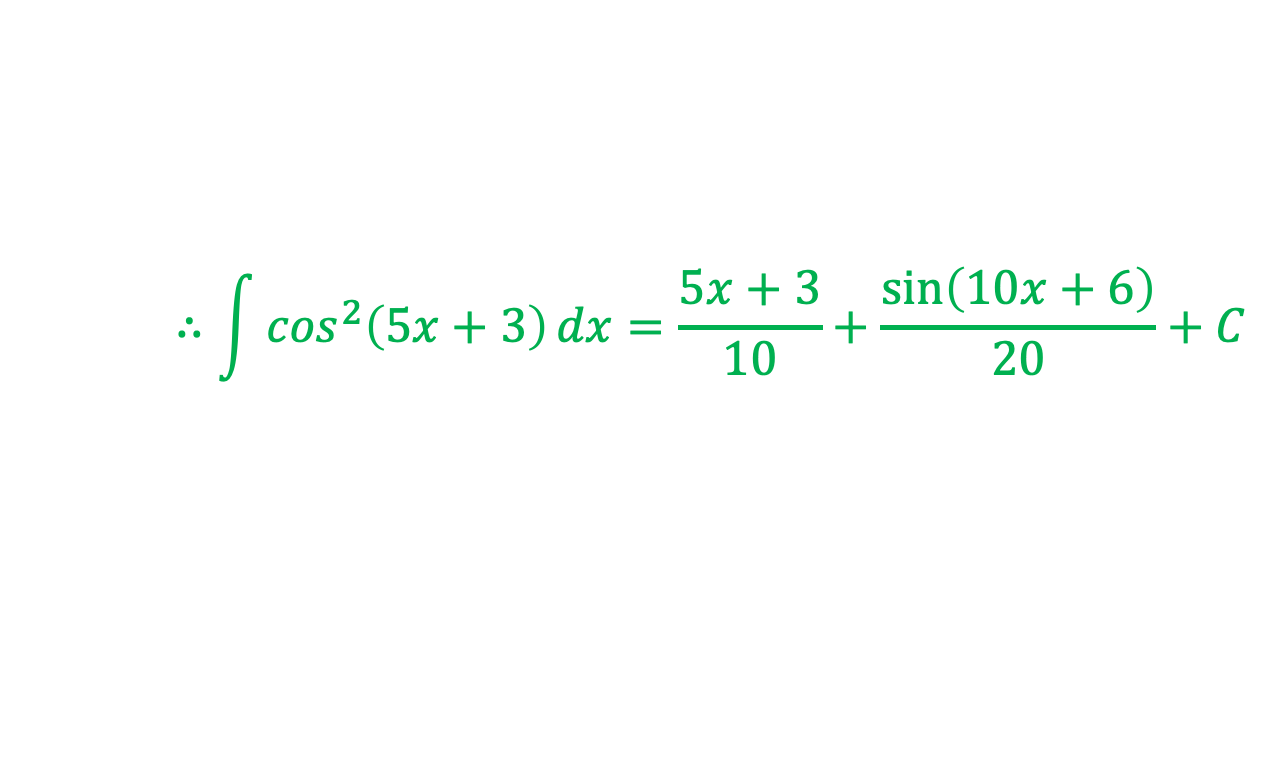 ∴ ∫ cos²(5x + 3) dx = (5x + 3)/10 + sin(10x + 6)/20 + C